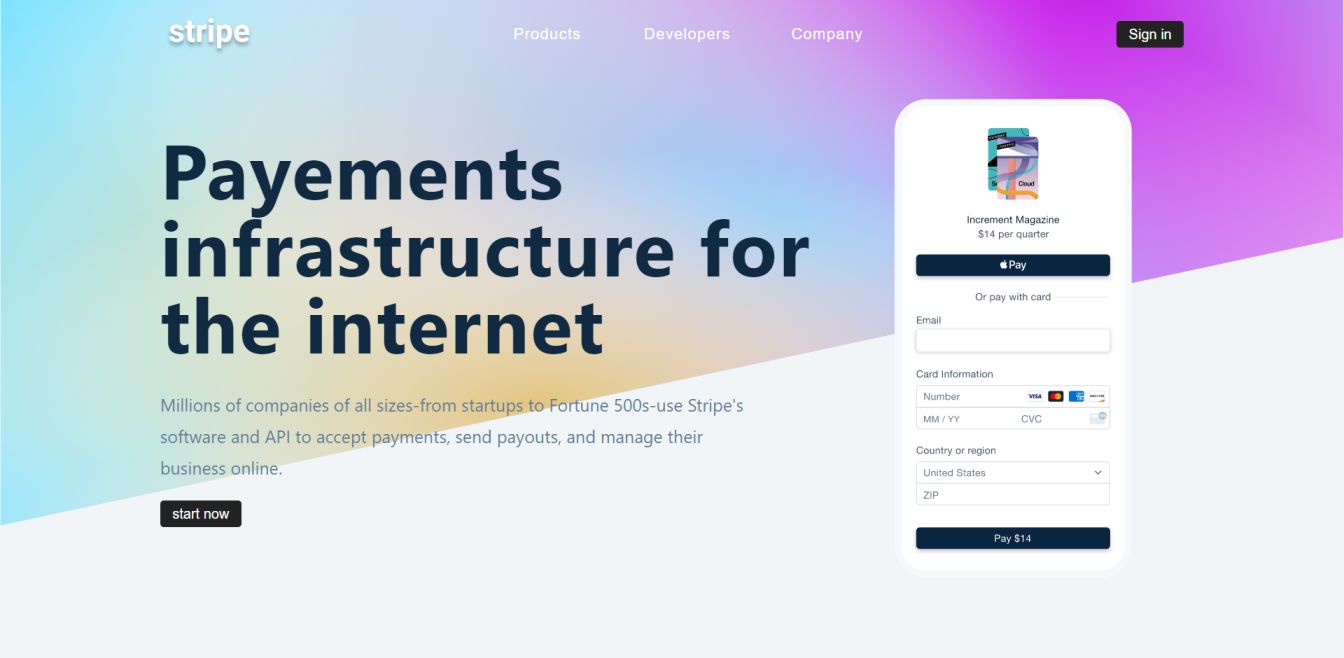 stripe
Products Developers Company
Sign in
Payements
infrastructure for
the internet
Millions of companies of all sizes-from startups to Fortune 500s-use Stripe's
software and API to accept payments, send payouts, and manage their
business online.
start now
Cloud
Increment Magazine
$14 per quarter
Pay
Or pay with card
Email
Card Information
Number VISA
MM / YY CVC
Country or region
United States
ZIP
Pay $14